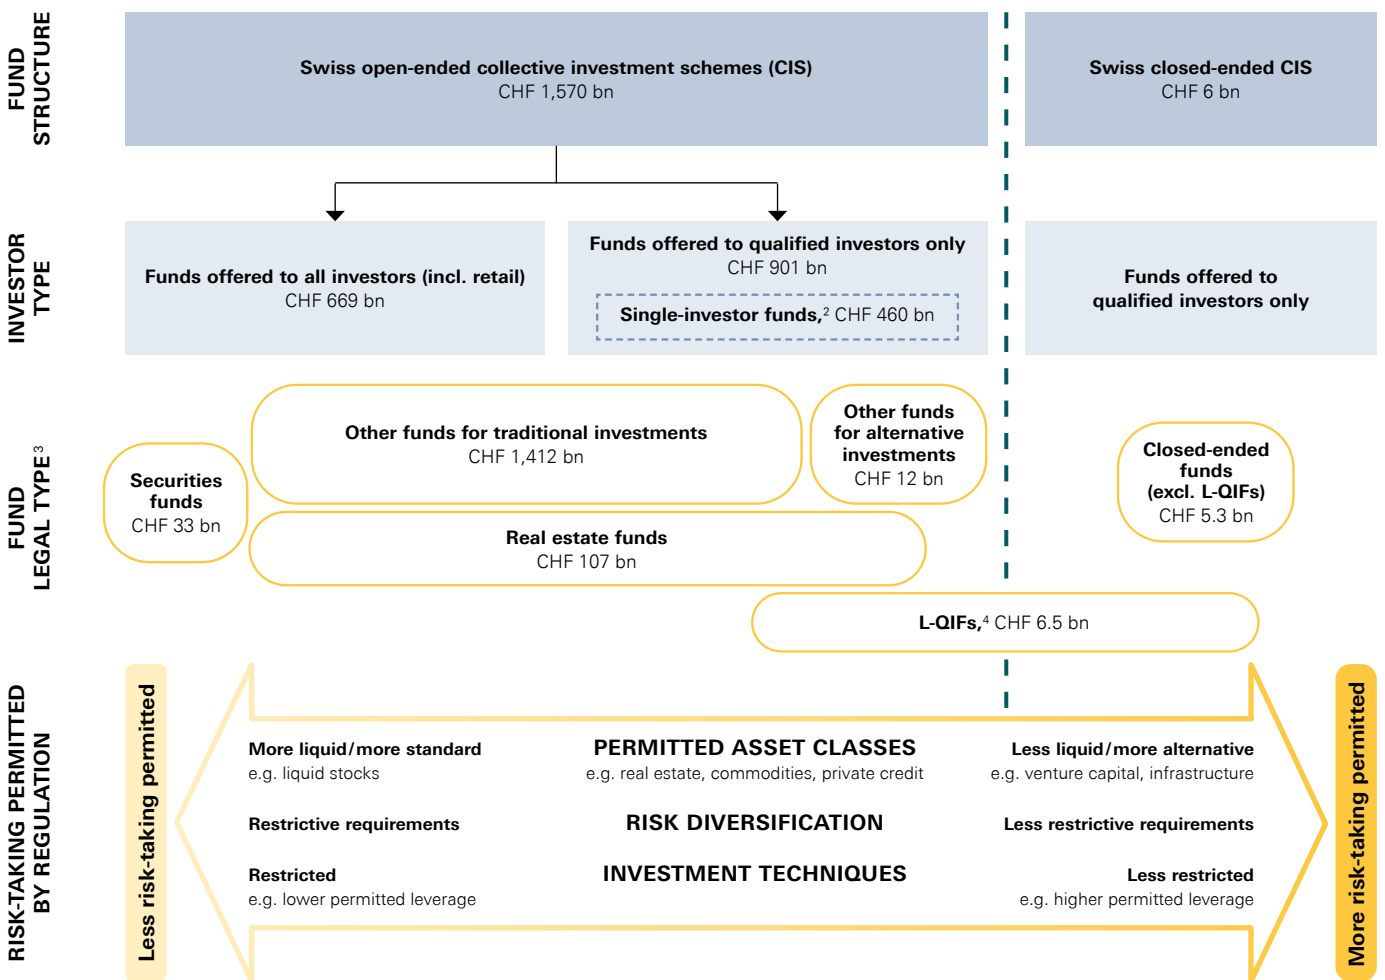 FUND
STRUCTURE
Swiss open-ended collective investment schemes (CIS)
CHF 1,570 bn
Swiss closed-ended CIS
CHF 6 bn
INVESTOR
TYPE
Funds offered to all investors (incl. retail)
CHF 669 bn
Funds offered to qualified investors only
CHF 901 bn
Single-investor funds,² CHF 460 bn
Funds offered to
qualified investors only
FUND
LEGAL TYPE³
Securities
funds
CHF 33 bn
Other funds for traditional investments
CHF 1,412 bn
Other funds
for alternative
investments
CHF 12 bn
Real estate funds
CHF 107 bn
Closed-ended
funds
(excl. L-QIFs)
CHF 5.3 bn
L-QIFs,⁴ CHF 6.5 bn
RISK-TAKING PERMITTED
BY REGULATION
Less risk-taking permitted
More liquid/more standard
e.g. liquid stocks
PERMITTED ASSET CLASSES
e.g. real estate, commodities, private credit
Less liquid/more alternative
e.g. venture capital, infrastructure
Restrictive requirements
RISK DIVERSIFICATION
Less restrictive requirements
Restricted
e.g. lower permitted leverage
INVESTMENT TECHNIQUES
Less restricted
e.g. higher permitted leverage
More risk-taking permitted